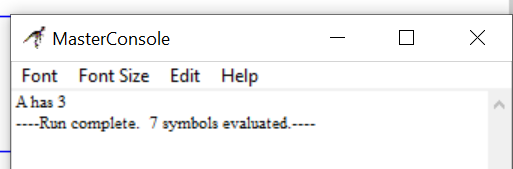 MasterConsole
Font Font Size Edit Help
A has 3
----Run complete.  7 symbols evaluated.----